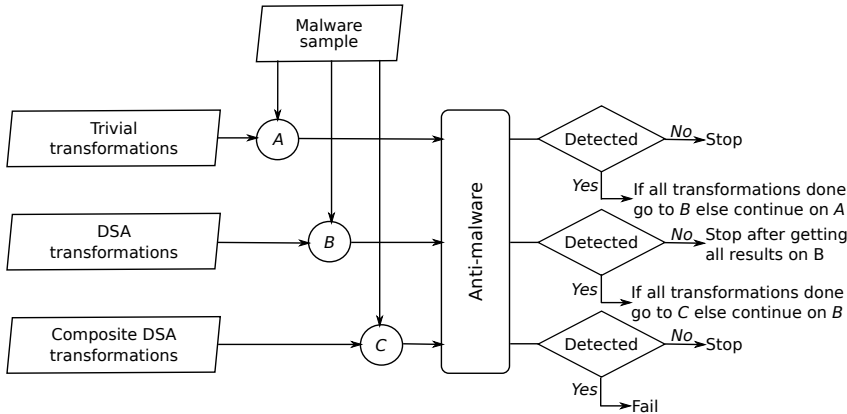 Malware
sample
Trivial
transformations
A
Detected
No
Stop
Yes
If all transformations done
go to B else continue on A
DSA
transformations
B
Anti-malware
Detected
No
Stop after getting
all results on B
Yes
If all transformations done
go to C else continue on B
Composite DSA
transformations
C
Detected
No
Stop
Yes
Fail